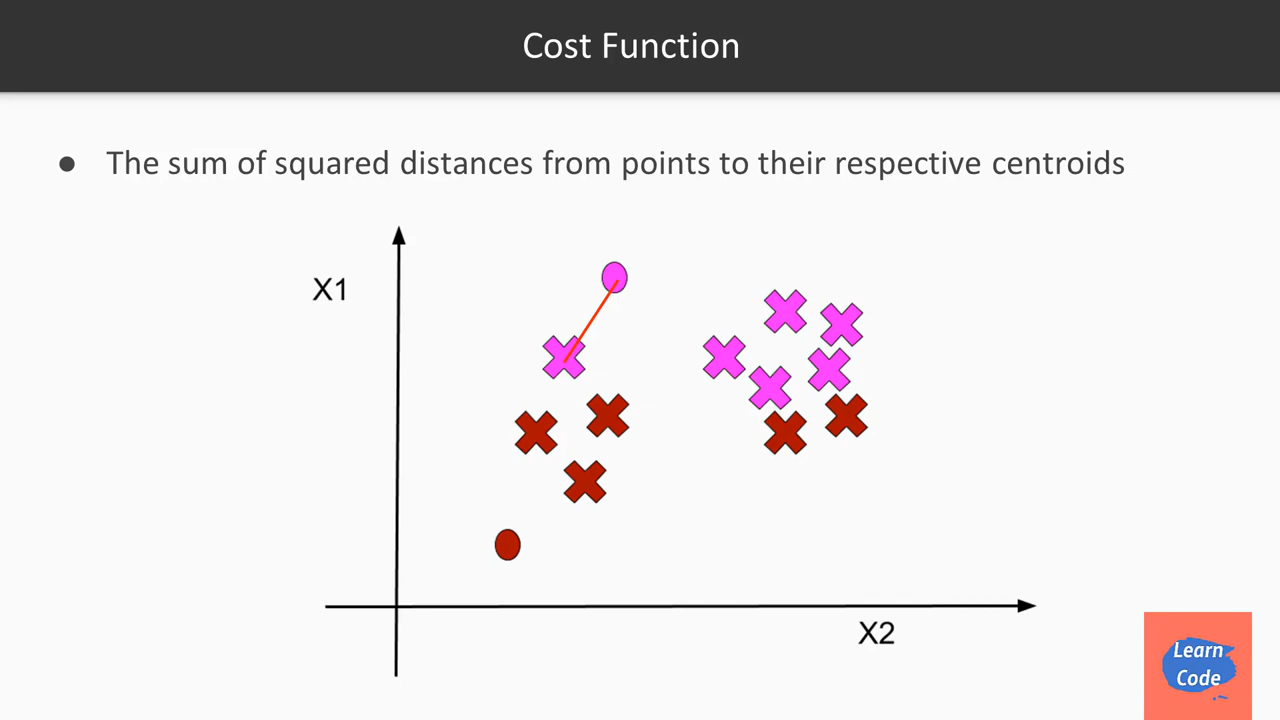 Cost Function
● The sum of squared distances from points to their respective centroids
X1
X2
Learn
Code